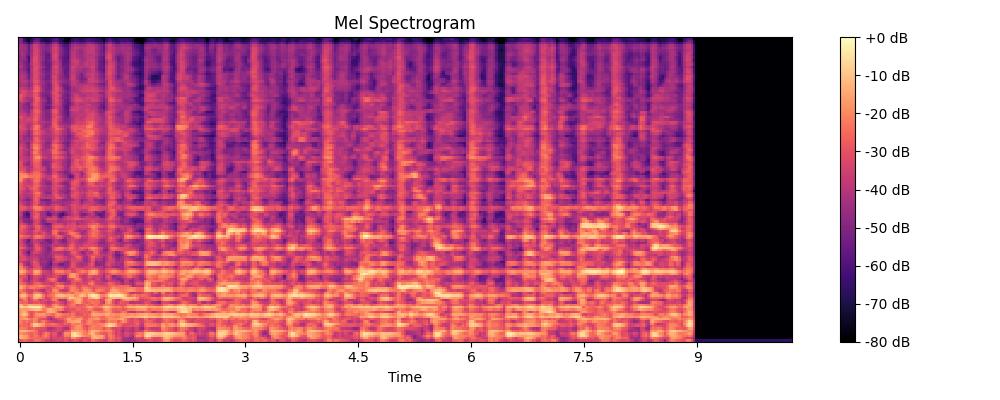 Mel Spectrogram
+0 dB
-10 dB
-20 dB
-30 dB
-40 dB
-50 dB
-60 dB
-70 dB
-80 dB
0 1.5 3 4.5 6 7.5 9
Time